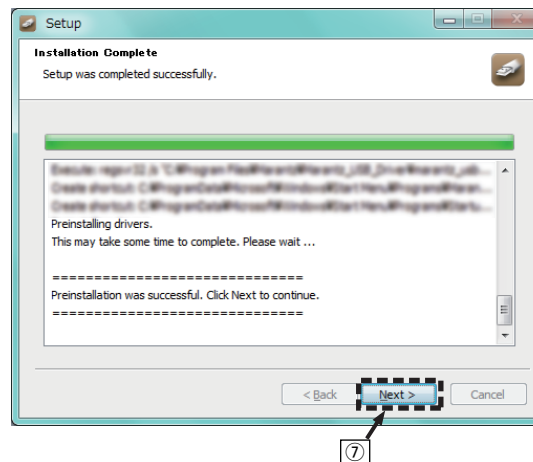 Setup
Installation Complete
Setup was completed successfully.
Preinstalling drivers.
This may take some time to complete. Please wait ...
==============================
Preinstallation was successful. Click Next to continue.
==============================
< Back
Next >
Cancel
⑦